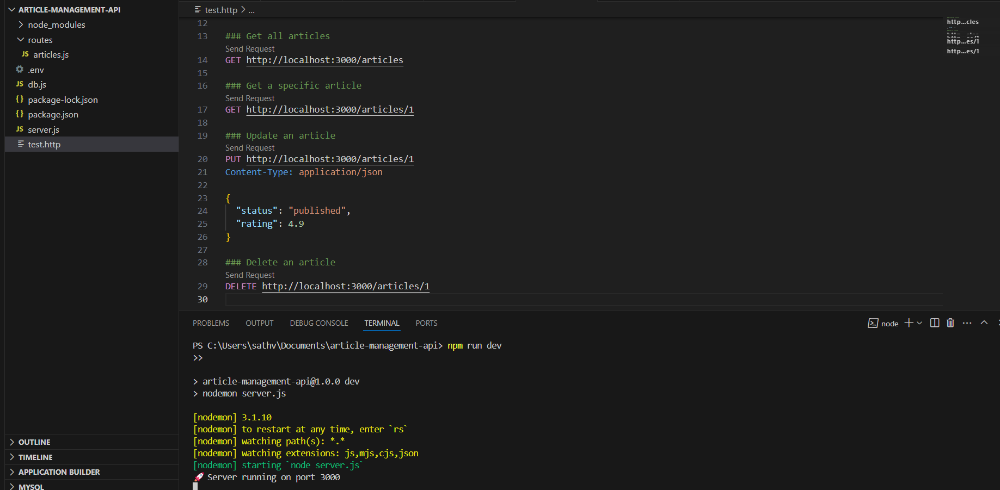 ARTICLE-MANAGEMENT-API
node_modules
routes
JS articles.js
.env
JS db.js
{} package-lock.json
{} package.json
JS server.js
test.http
OUTLINE
TIMELINE
APPLICATION BUILDER
MYSQL
test.http > ...
12
13 ### Get all articles
Send Request
14 GET http://localhost:3000/articles
15
16 ### Get a specific article
Send Request
17 GET http://localhost:3000/articles/1
18
19 ### Update an article
Send Request
20 PUT http://localhost:3000/articles/1
21 Content-Type: application/json
22
23 {
24 "status": "published",
25 "rating": 4.9
26 }
27
28 ### Delete an article
Send Request
29 DELETE http://localhost:3000/articles/1
30
http...cles
http...es/1
http...es/1
PROBLEMS OUTPUT DEBUG CONSOLE TERMINAL PORTS
node
PS C:\Users\sathv\Documents\article-management-api> npm run dev
>>
> article-management-api@1.0.0 dev
> nodemon server.js
[nodemon] 3.1.10
[nodemon] to restart at any time, enter `rs`
[nodemon] watching path(s): *.*
[nodemon] watching extensions: js,mjs,cjs,json
[nodemon] starting `node server.js`
🚀 Server running on port 3000